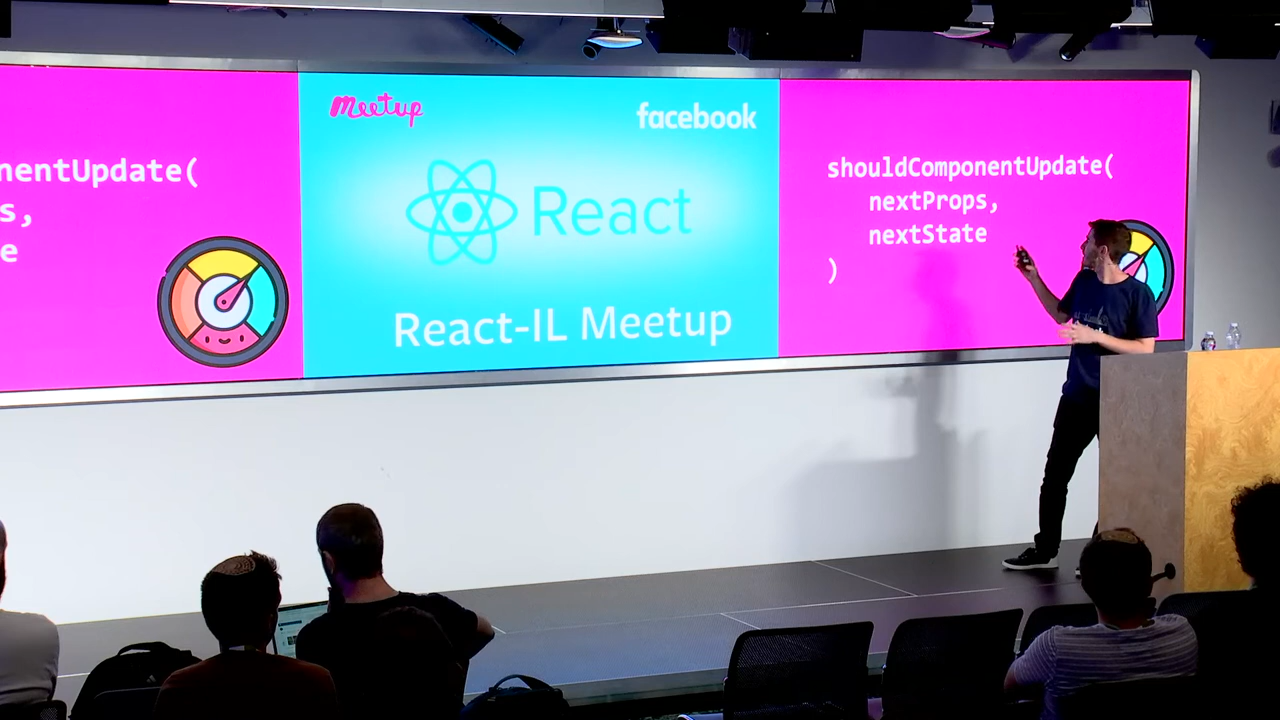 nentUpdate(
s,
e
meetup
facebook
React
React-IL Meetup
shouldComponentUpdate(
nextProps,
nextState
)